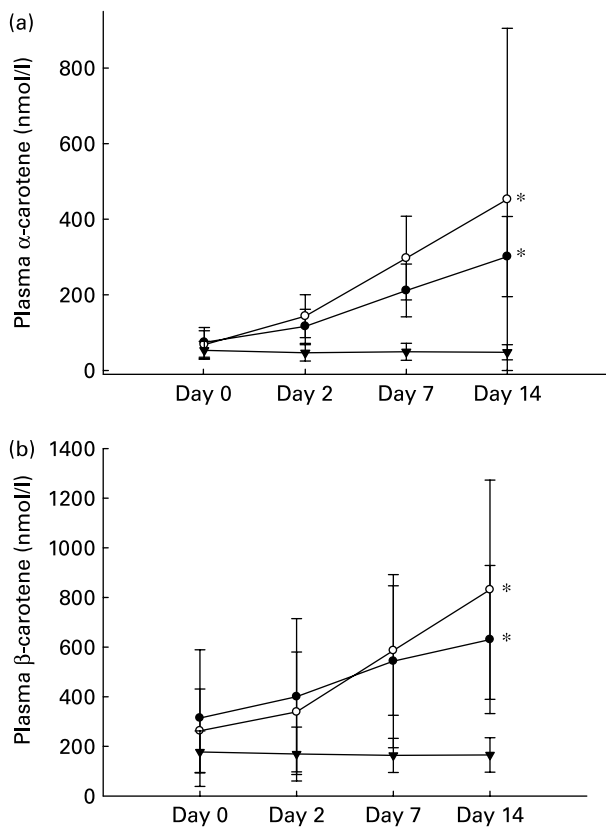 (a)
Plasma α-carotene (nmol/l)
800
600
400
200
0
*
*
Day 0 Day 2 Day 7 Day 14
(b)
Plasma β-carotene (nmol/l)
1400
1200
1000
800
600
400
200
0
*
*
Day 0 Day 2 Day 7 Day 14